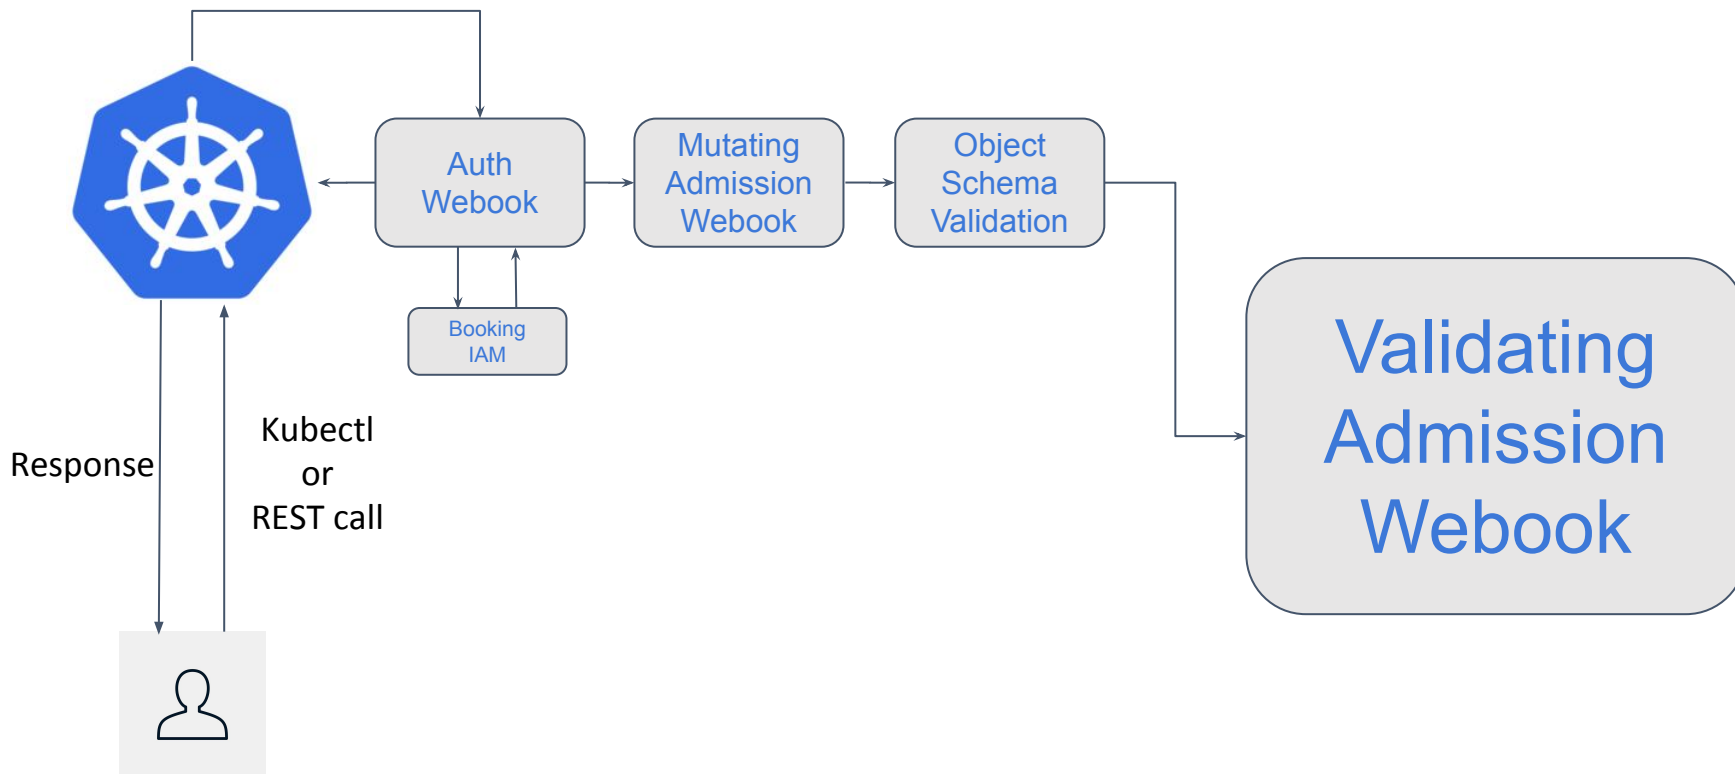 Auth
Webook
Mutating
Admission
Webook
Object
Schema
Validation
Booking
IAM
Validating
Admission
Webook
Response
Kubectl
or
REST call